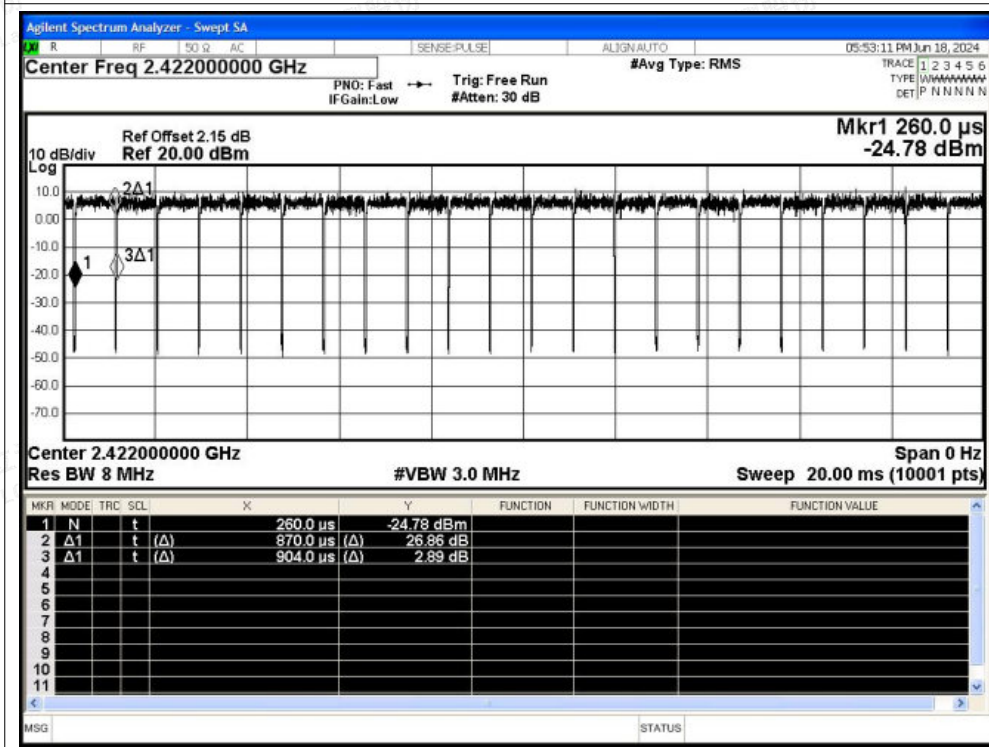 Agilent Spectrum Analyzer - Swept SA
LXI R RF 50 Ω AC SENSE:PULSE ALIGN AUTO 05:53:11 PM Jun 18, 2024
Center Freq 2.422000000 GHz
PNO: Fast
IFGain:Low
Trig: Free Run
#Atten: 30 dB
#Avg Type: RMS
TRACE 1 2 3 4 5 6
TYPE WWWWWW
DET P N N N N N
Mkr1 260.0 µs
-24.78 dBm
Ref Offset 2.15 dB
10 dB/div Ref 20.00 dBm
Log
10.0
0.00
-10.0
-20.0
-30.0
-40.0
-50.0
-60.0
-70.0
2Δ1
1
3Δ1
Center 2.422000000 GHz Span 0 Hz
Res BW 8 MHz #VBW 3.0 MHz Sweep 20.00 ms (10001 pts)
MKR MODE TRC SCL X Y FUNCTION FUNCTION WIDTH FUNCTION VALUE
1 N t 260.0 µs -24.78 dBm
2 Δ1 t (Δ) 870.0 µs (Δ) 26.86 dB
3 Δ1 t (Δ) 904.0 µs (Δ) 2.89 dB
4
5
6
7
8
9
10
11
MSG STATUS